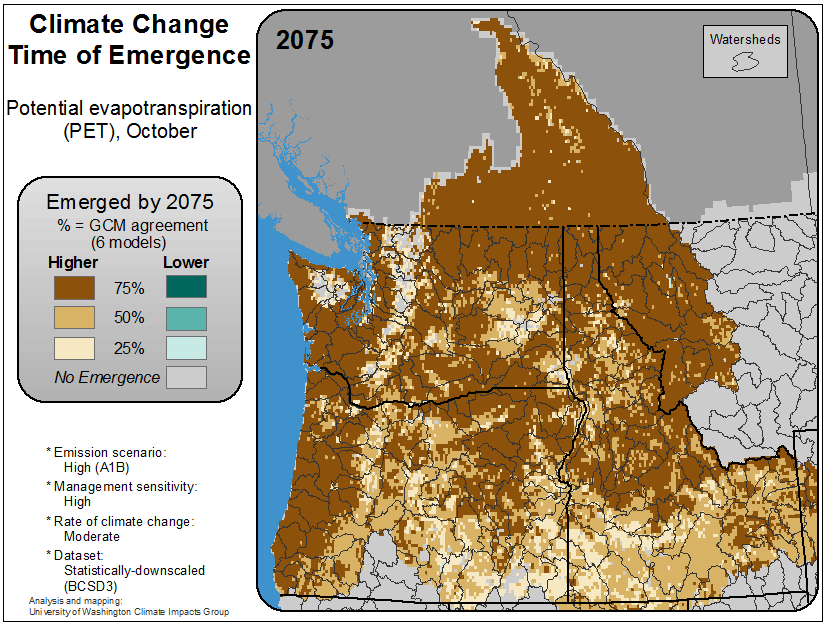 Climate Change
Time of Emergence
Potential evapotranspiration
(PET), October
Emerged by 2075
% = GCM agreement
(6 models)
Higher Lower
75%
50%
25%
No Emergence
* Emission scenario:
High (A1B)
* Management sensitivity:
High
* Rate of climate change:
Moderate
* Dataset:
Statistically-downscaled
(BCSD3)
Analysis and mapping:
University of Washington Climate Impacts Group
2075
Watersheds